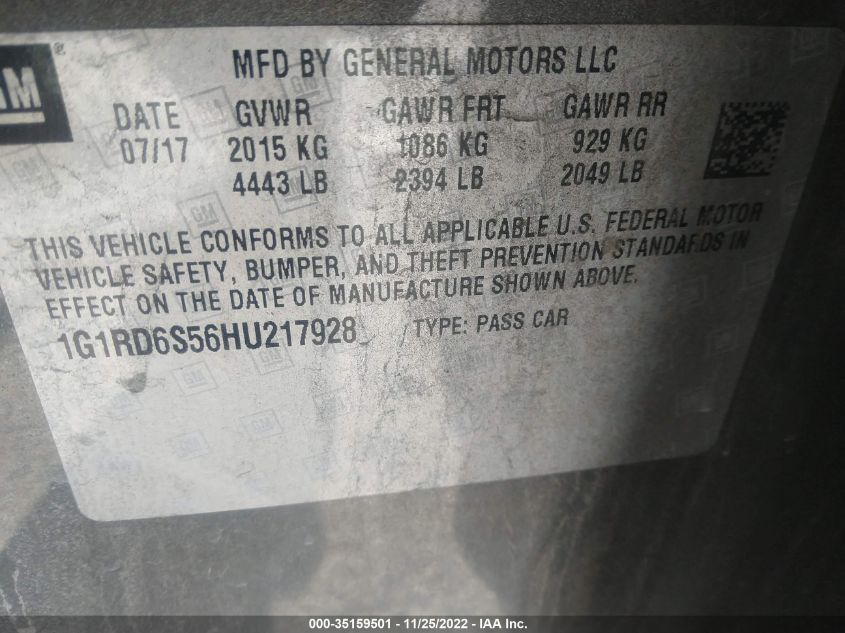 GM ®
MFD BY GENERAL MOTORS LLC
DATE GVWR GAWR FRT GAWR RR
07/17 2015 KG 1086 KG 929 KG
4443 LB 2394 LB 2049 LB
THIS VEHICLE CONFORMS TO ALL APPLICABLE U.S. FEDERAL MOTOR
VEHICLE SAFETY, BUMPER, AND THEFT PREVENTION STANDARDS IN
EFFECT ON THE DATE OF MANUFACTURE SHOWN ABOVE.
1G1RD6S56HU217928 TYPE: PASS CAR
000-35159501 - 11/25/2022 - IAA Inc.